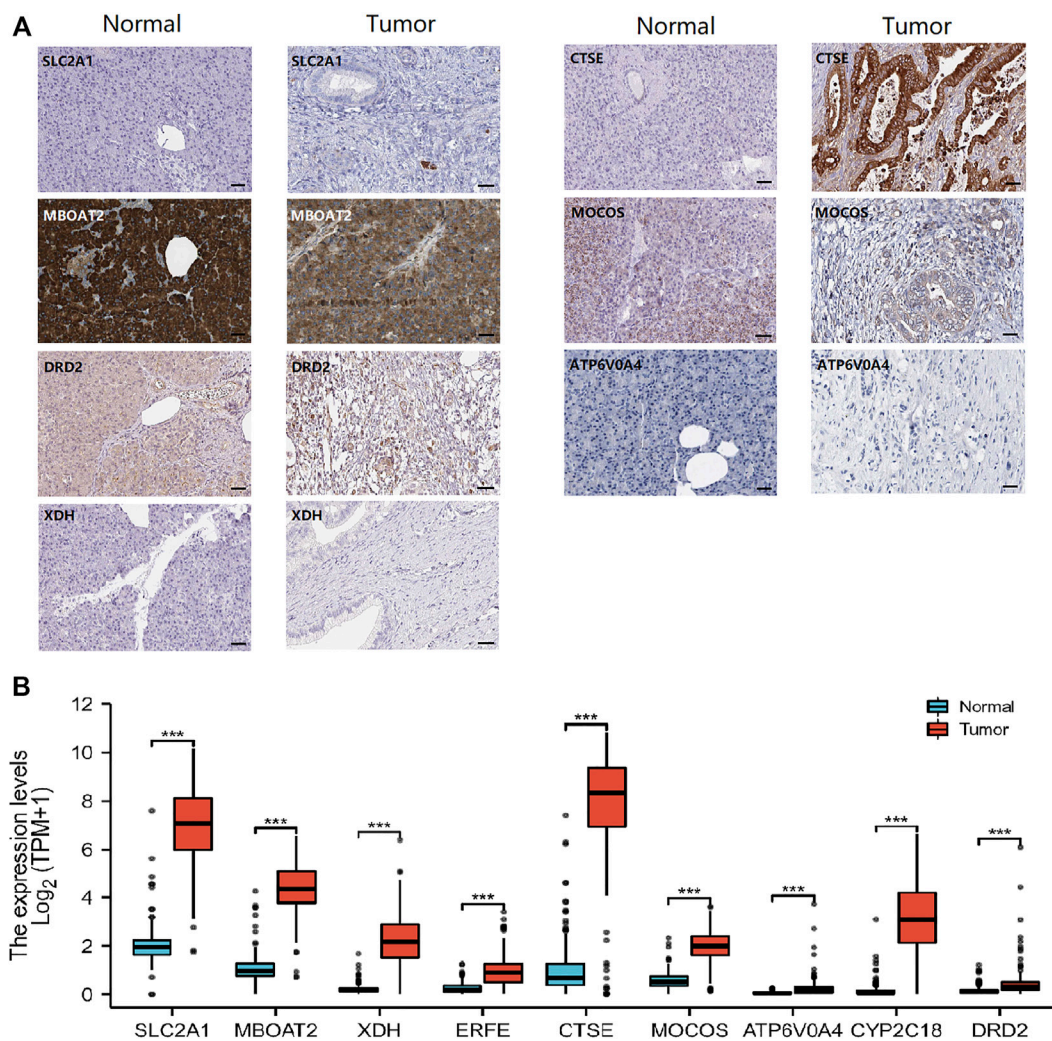 A
Normal Tumor Normal Tumor
SLC2A1 SLC2A1 CTSE CTSE
MBOAT2 MBOAT2 MOCOS MOCOS
DRD2 DRD2 ATP6V0A4 ATP6V0A4
XDH XDH
B
The expression levels
Log₂ (TPM+1)
12
10
8
6
4
2
0
*** *** *** *** *** *** *** *** ***
Normal
Tumor
SLC2A1 MBOAT2 XDH ERFE CTSE MOCOS ATP6V0A4 CYP2C18 DRD2